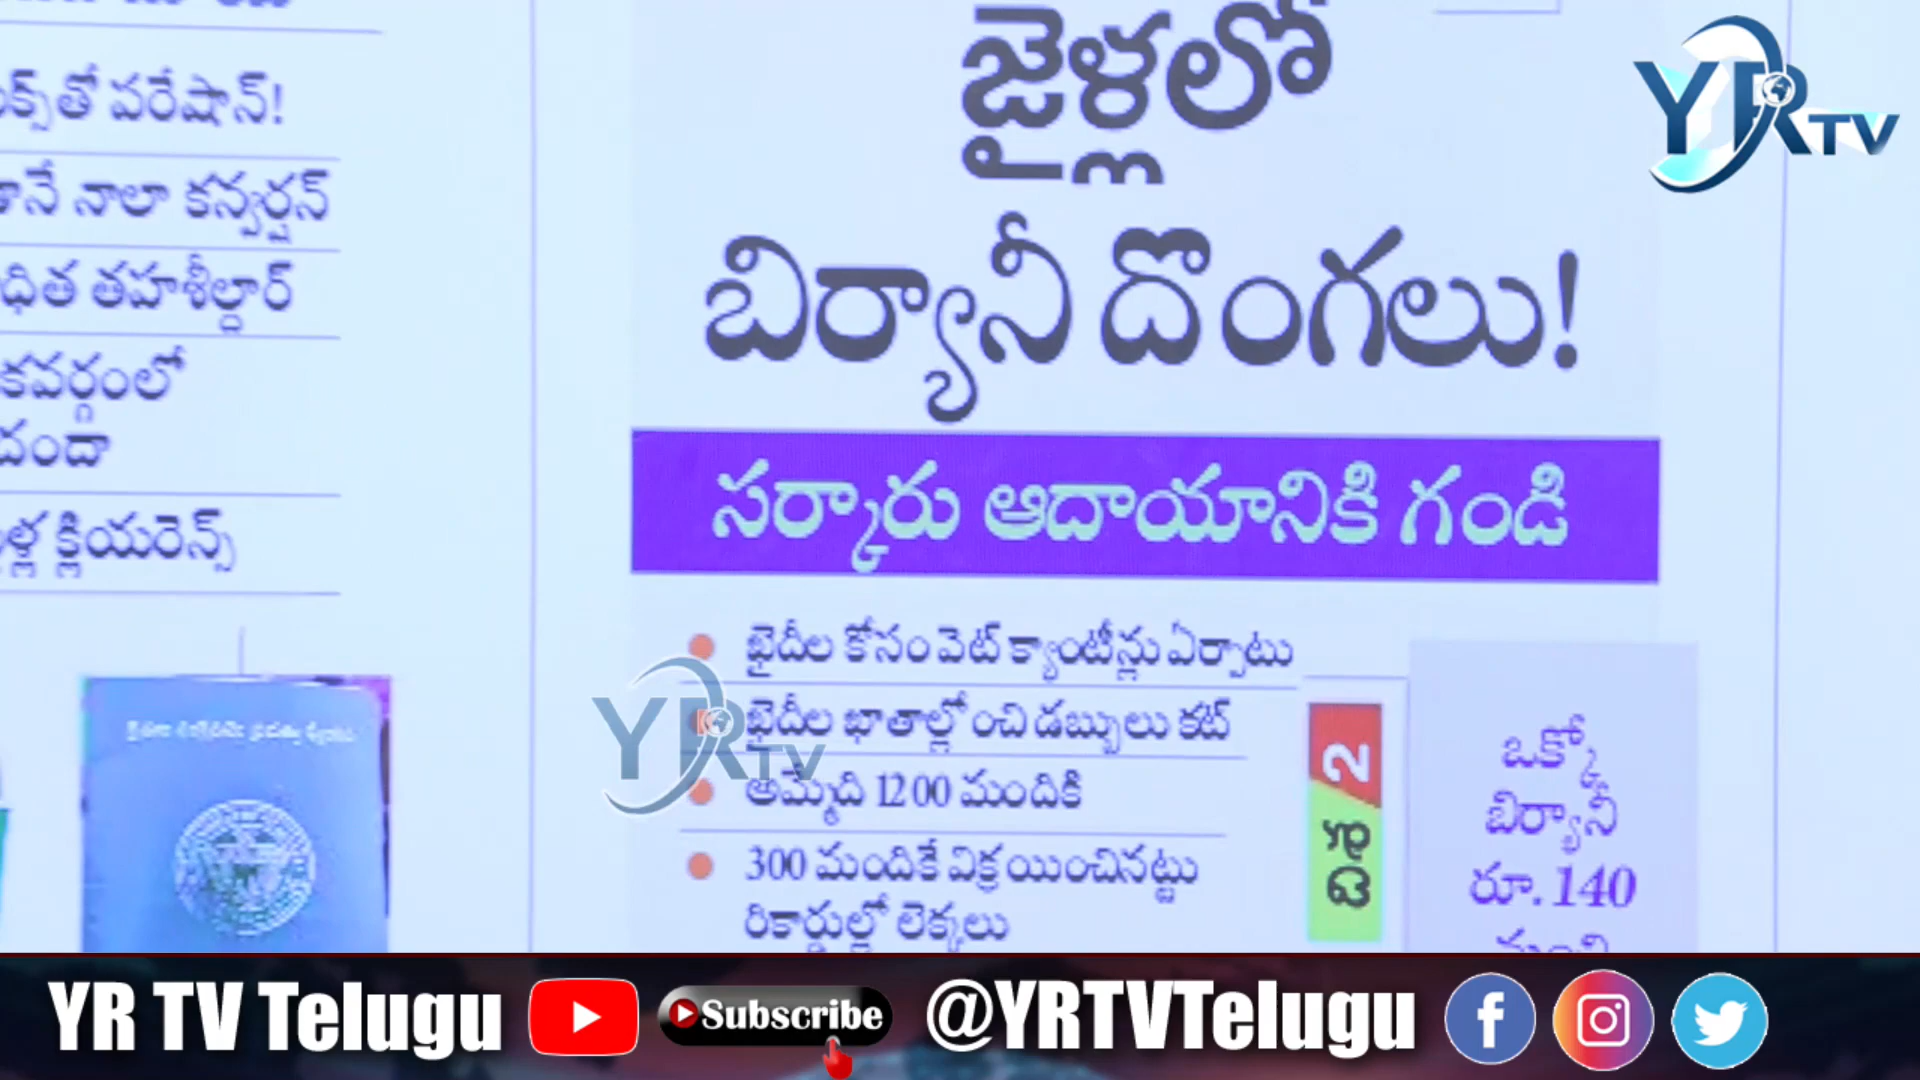 పరేషాన్!
నాలా కన్వర్షన్
తహశీల్దార్
దందా
క్లియరెన్స్
జైళ్లలో
బిర్యానీ దొంగలు!
సర్కారు ఆదాయానికి గండి
ఖైదీల కోసం వెట్ క్యాంటీన్లు ఏర్పాటు
ఖైదీల ఖాతాల్లోంచి డబ్బులు కట్
అమ్మేది 1200 మందికి
300 మందికే విక్రయించినట్టు
రికార్డుల్లో లెక్కలు
దిశ 2
ఒక్కో
బిర్యానీ
రూ. 140
YR TV
YR TV
YR TV Telugu
Subscribe
@YRTVTelugu